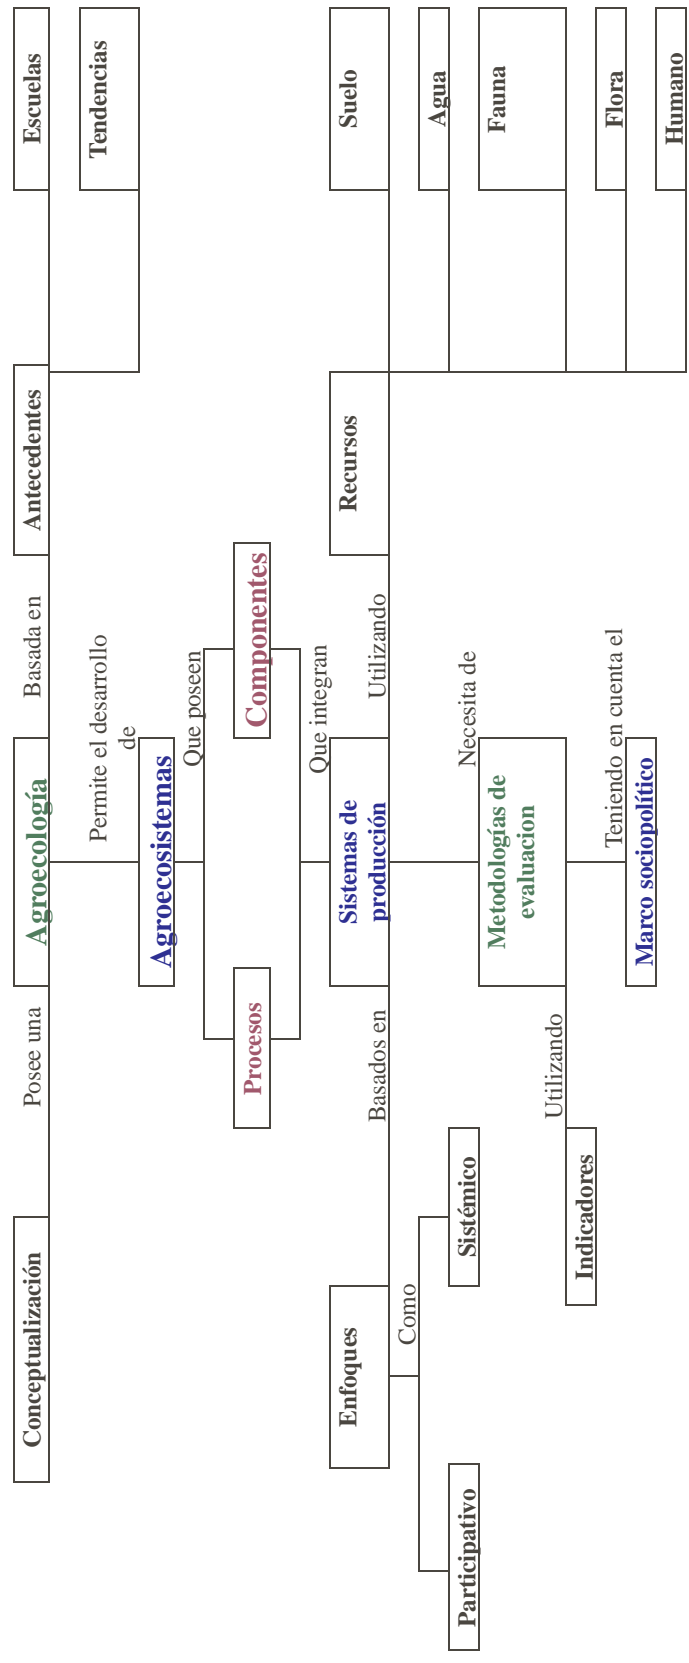 Conceptualización
Posee una
Agroecología
Basada en
Antecedentes
Escuelas
Permite el desarrollo
de
Tendencias
Agroecosistemas
Que poseen
Procesos
Componentes
Que integran
Enfoques
Basados en
Sistemas de
producción
Utilizando
Recursos
Suelo
Como
Agua
Participativo
Sistémico
Necesita de
Metodologías de
evaluacion
Fauna
Utilizando
Indicadores
Teniendo en cuenta el
Flora
Marco sociopolítico
Humano